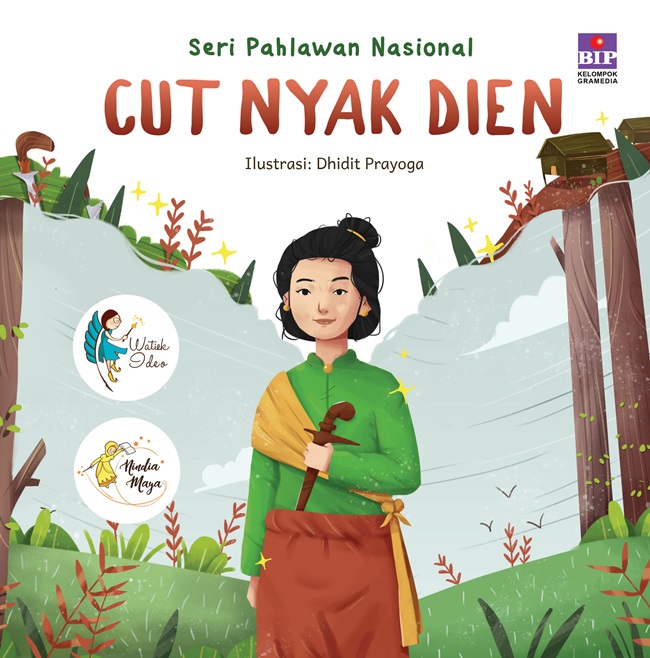 Seri Pahlawan Nasional
CUT NYAK DIEN
Ilustrasi: Dhidit Prayoga
BIP
KELOMPOK
GRAMEDIA
Watiek
Ideo
Nindia
Maya